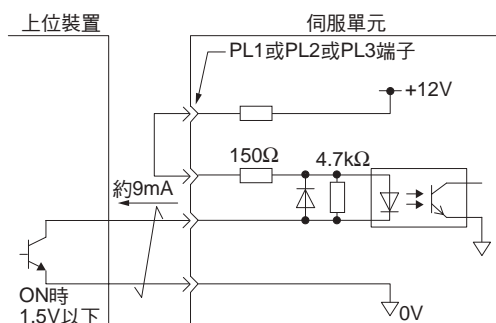 上位裝置
伺服單元
PL1或PL2或PL3端子
+12V
150Ω
4.7kΩ
約9mA
ON時
1.5V以下
0V